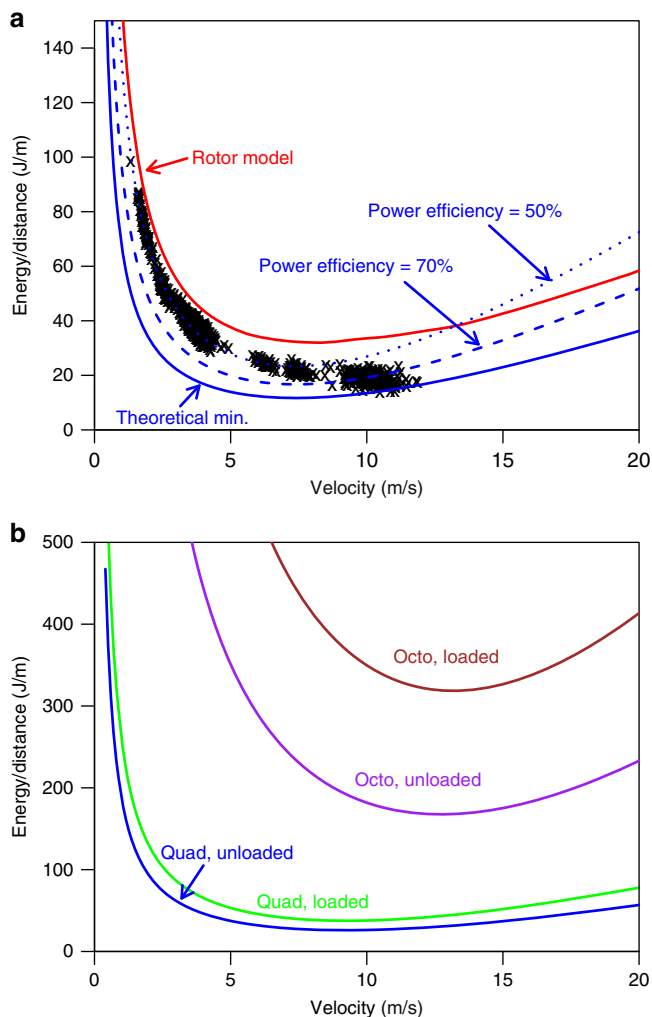 a
Energy/distance (J/m)
140
120
100
80
60
40
20
0
Rotor model
Power efficiency = 50%
Power efficiency = 70%
Theoretical min.
0 5 10 15 20
Velocity (m/s)
b
Energy/distance (J/m)
500
400
300
200
100
0
Octo, loaded
Octo, unloaded
Quad, unloaded
Quad, loaded
0 5 10 15 20
Velocity (m/s)